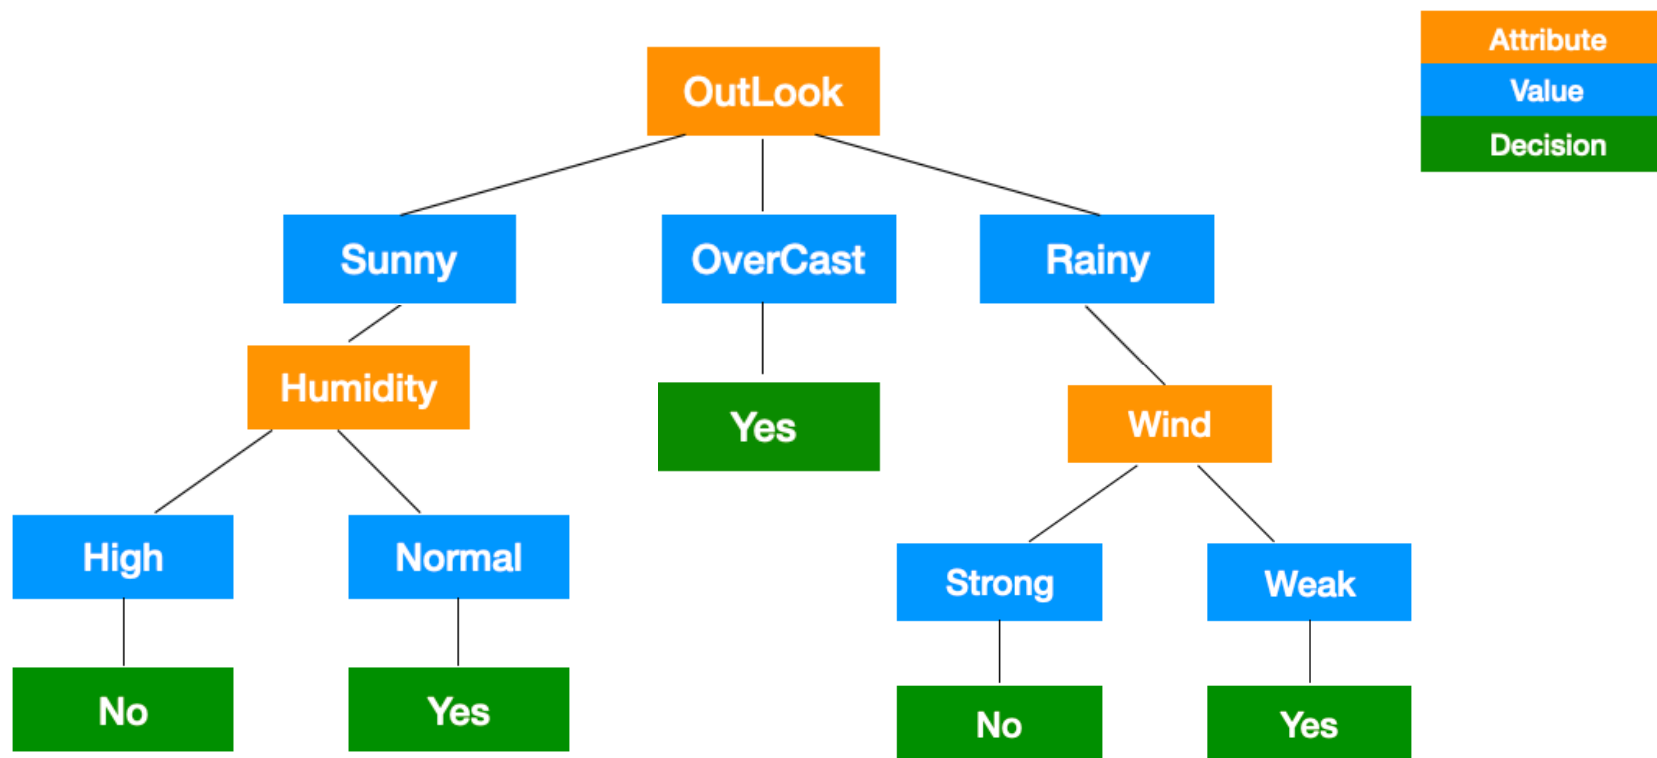 Attribute
Value
Decision
OutLook
Sunny
OverCast
Rainy
Humidity
Yes
Wind
High
Normal
Strong
Weak
No
Yes
No
Yes